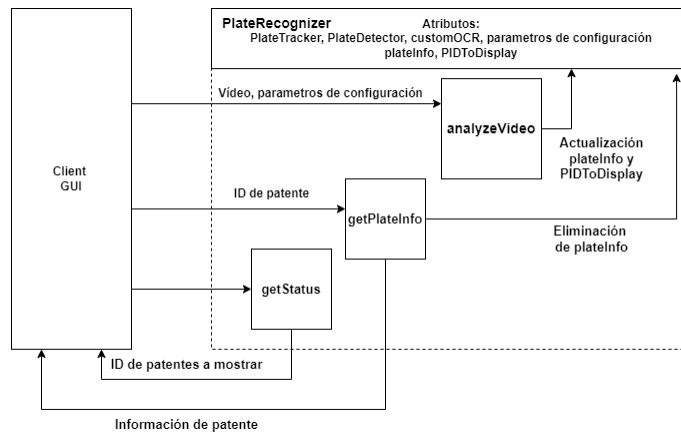 PlateRecognizer
Atributos:
PlateTracker, PlateDetector, customOCR, parametros de configuración
plateInfo, PIDToDisplay
Vídeo, parametros de configuración
analyzeVideo
Actualización
plateInfo y
PIDToDisplay
Client
GUI
ID de patente
getPlateInfo
Eliminación
de plateInfo
getStatus
ID de patentes a mostrar
Información de patente